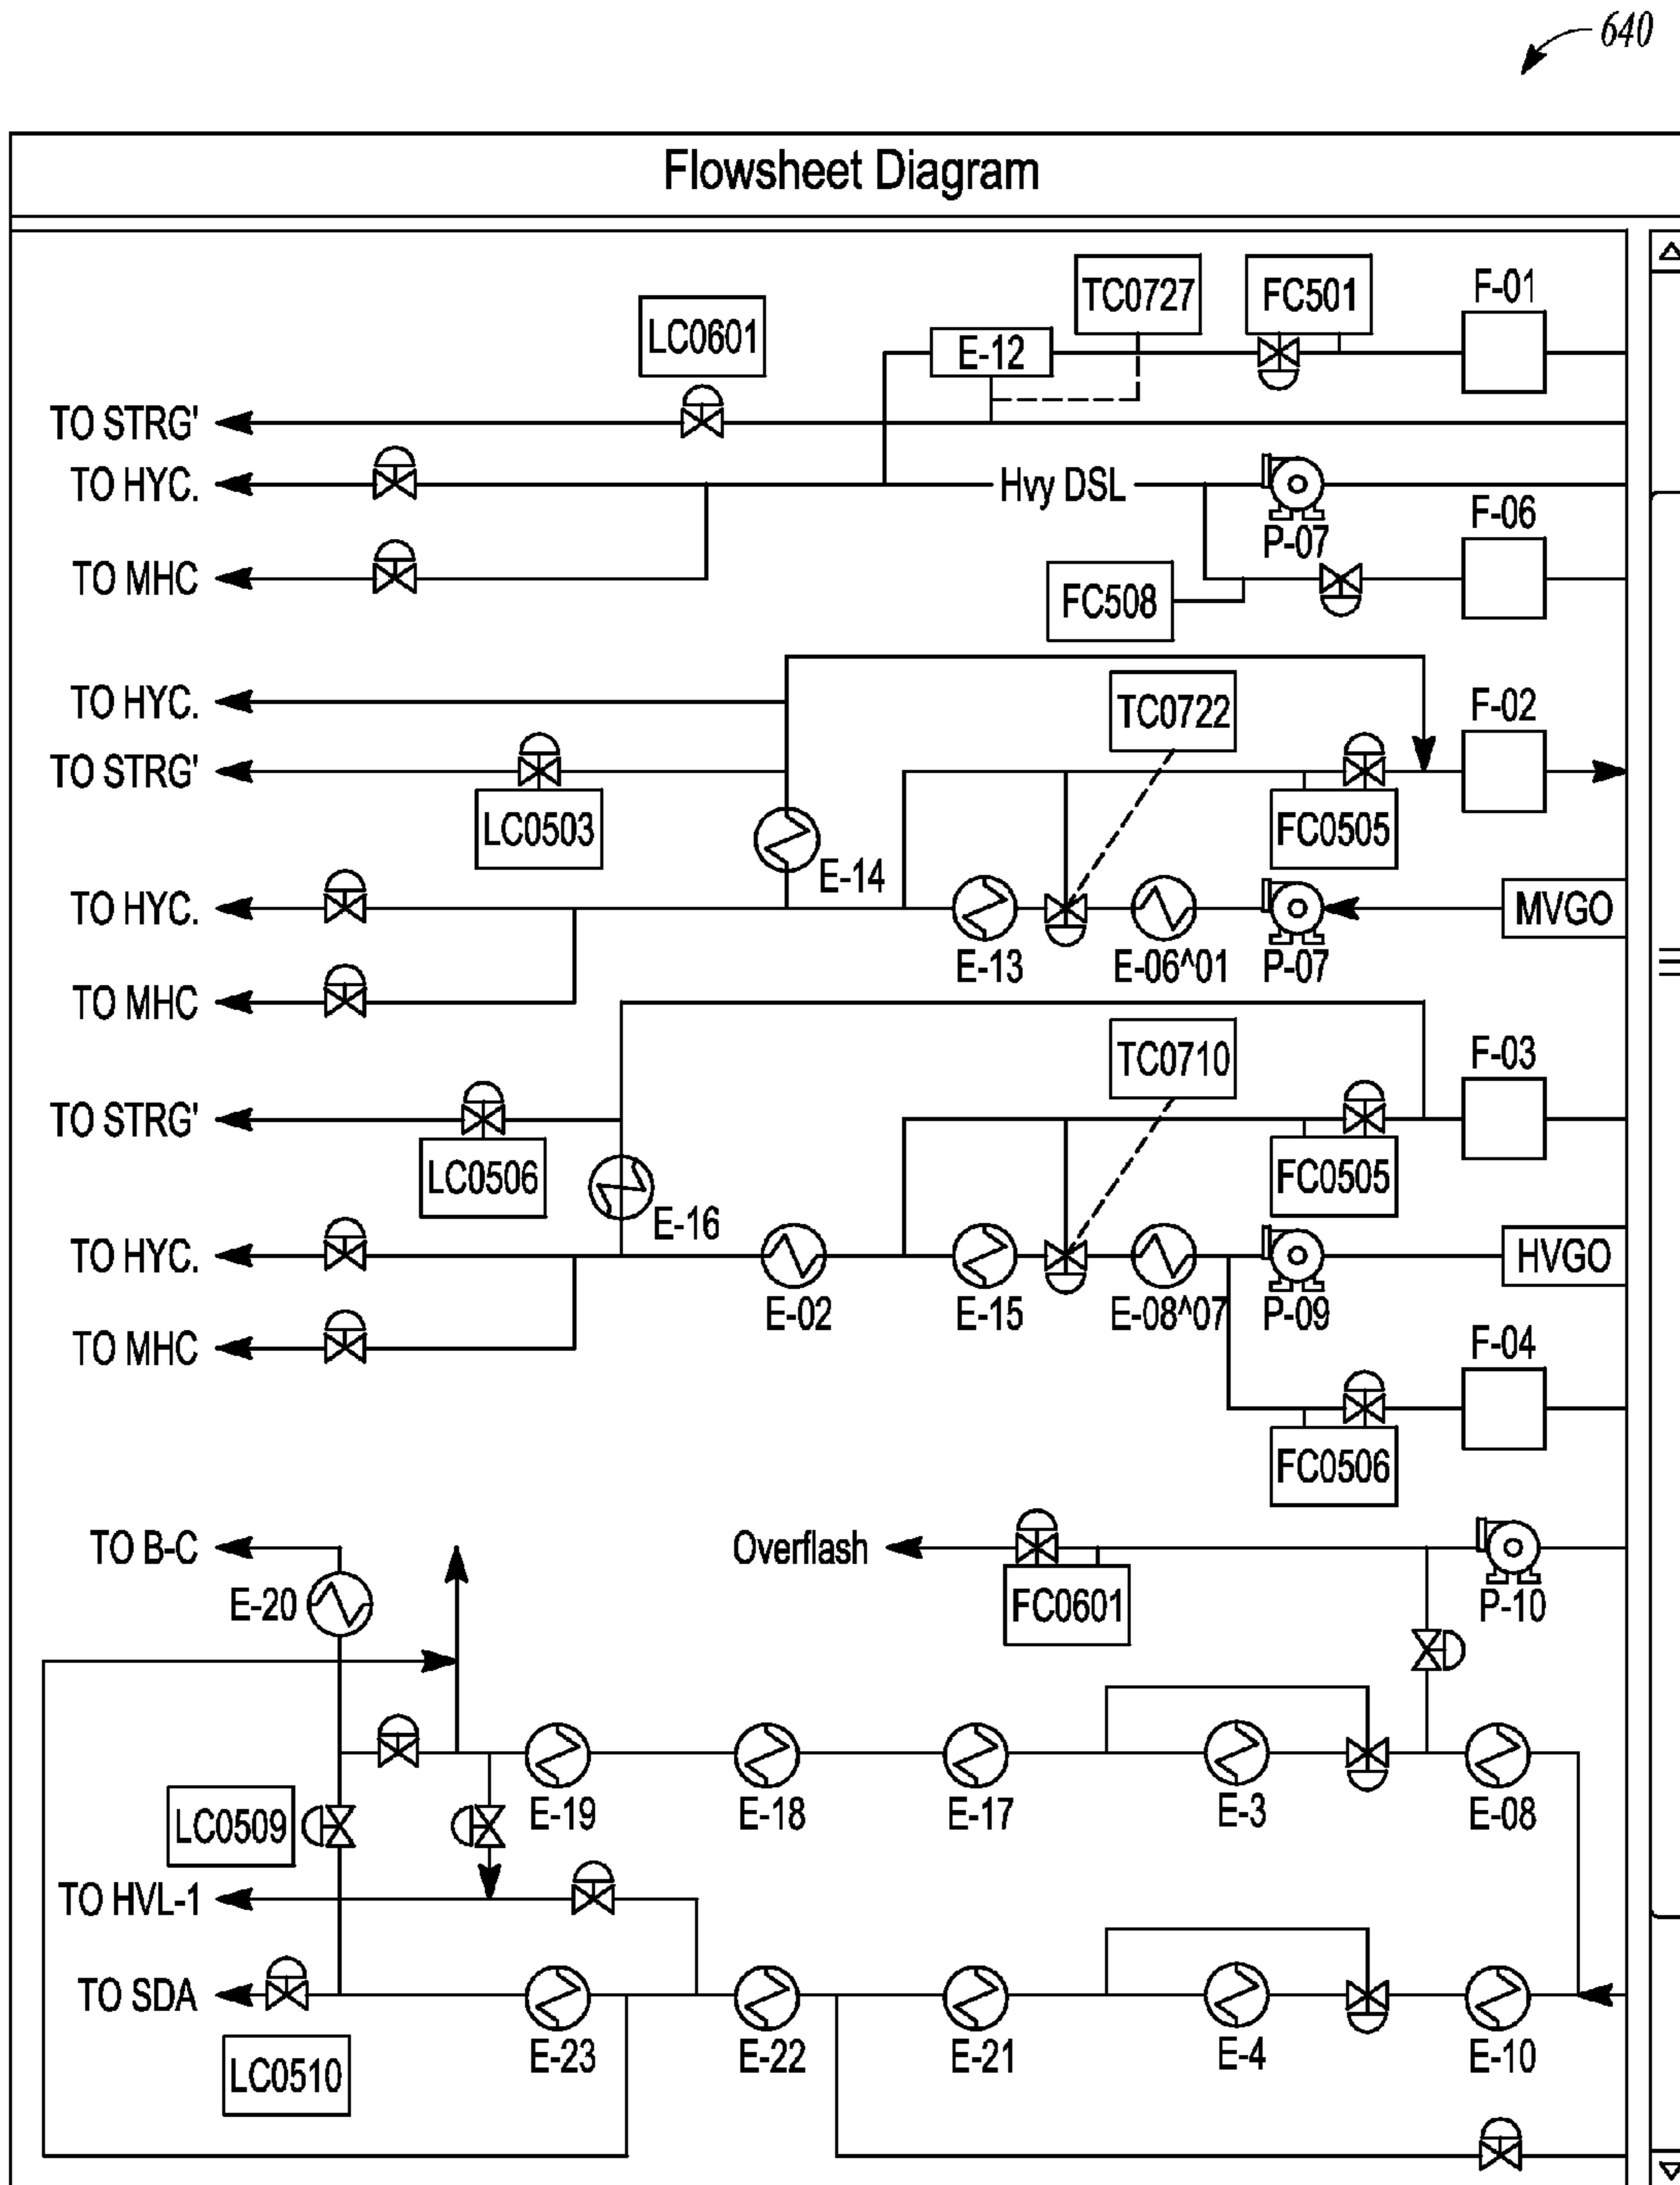 640
Flowsheet Diagram
TC0727
FC501
F-01
LC0601
E-12
TO STRG'
TO HYC.
Hvy DSL
P-07
F-06
TO MHC
FC508
TO HYC.
TC0722
F-02
TO STRG'
LC0503
FC0505
E-14
TO HYC.
MVGO
E-13
E-06^01
P-07
TO MHC
TC0710
F-03
TO STRG'
LC0506
FC0505
E-16
TO HYC.
HVGO
E-02
E-15
E-08^07
P-09
TO MHC
F-04
FC0506
TO B-C
Overflash
E-20
FC0601
P-10
LC0509
E-19
E-18
E-17
E-3
E-08
TO HVL-1
TO SDA
LC0510
E-23
E-22
E-21
E-4
E-10